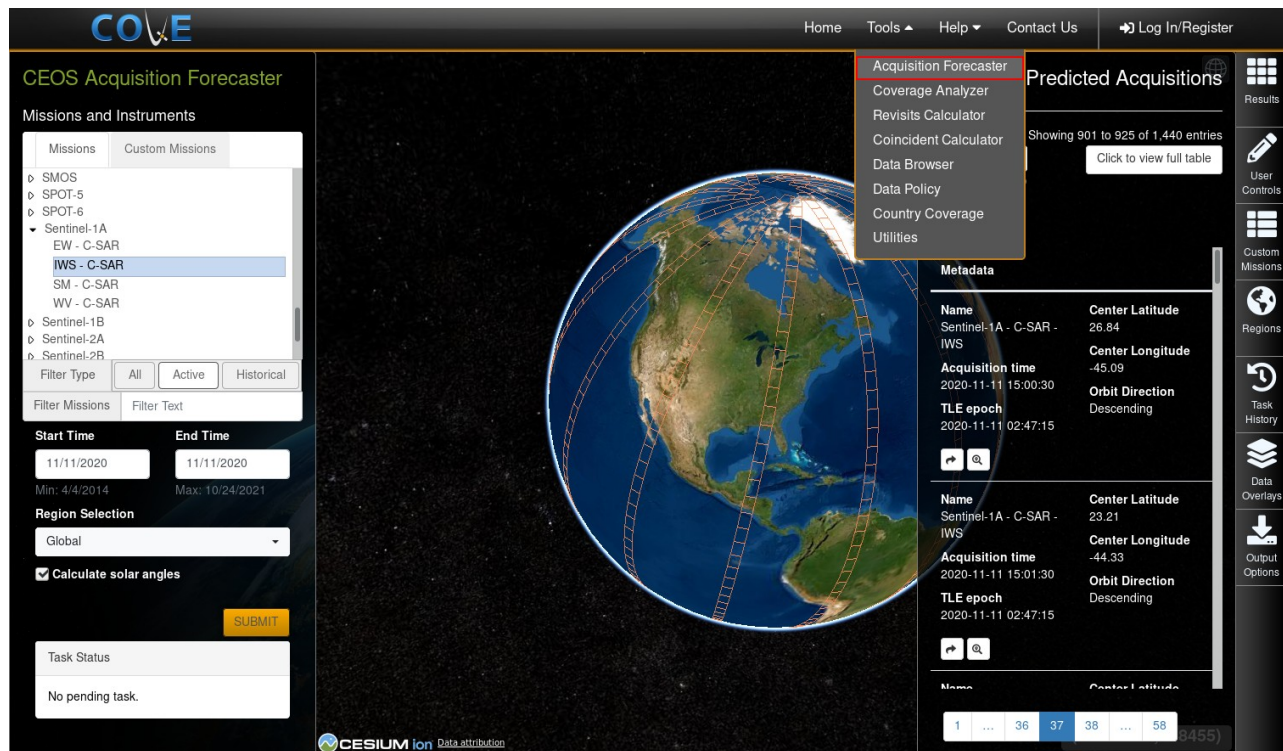 COVE
Home Tools Help Contact Us Log In/Register
Acquisition Forecaster
Coverage Analyzer
Revisits Calculator
Coincident Calculator
Data Browser
Data Policy
Country Coverage
Utilities
CEOS Acquisition Forecaster
Missions and Instruments
Missions Custom Missions
SMOS
SPOT-5
SPOT-6
Sentinel-1A
EW - C-SAR
IWS - C-SAR
SM - C-SAR
WV - C-SAR
Sentinel-1B
Sentinel-2A
Sentinel-2B
Filter Type All Active Historical
Filter Missions Filter Text
Start Time End Time
11/11/2020 11/11/2020
Min: 4/4/2014 Max: 10/24/2021
Region Selection
Global
Calculate solar angles
SUBMIT
Task Status
No pending task.
CESIUM ion Data attribution
Predicted Acquisitions
Showing 901 to 925 of 1,440 entries
Click to view full table
Metadata
Name
Sentinel-1A - C-SAR -
IWS
Acquisition time
2020-11-11 15:00:30
TLE epoch
2020-11-11 02:47:15
Center Latitude
26.84
Center Longitude
-45.09
Orbit Direction
Descending
Name
Sentinel-1A - C-SAR -
IWS
Acquisition time
2020-11-11 15:01:30
TLE epoch
2020-11-11 02:47:15
Center Latitude
23.21
Center Longitude
-44.33
Orbit Direction
Descending
Name Center Latitude
1 ... 36 37 38 ... 58
8455)
Results
User
Controls
Custom
Missions
Regions
Task
History
Data
Overlays
Output
Options